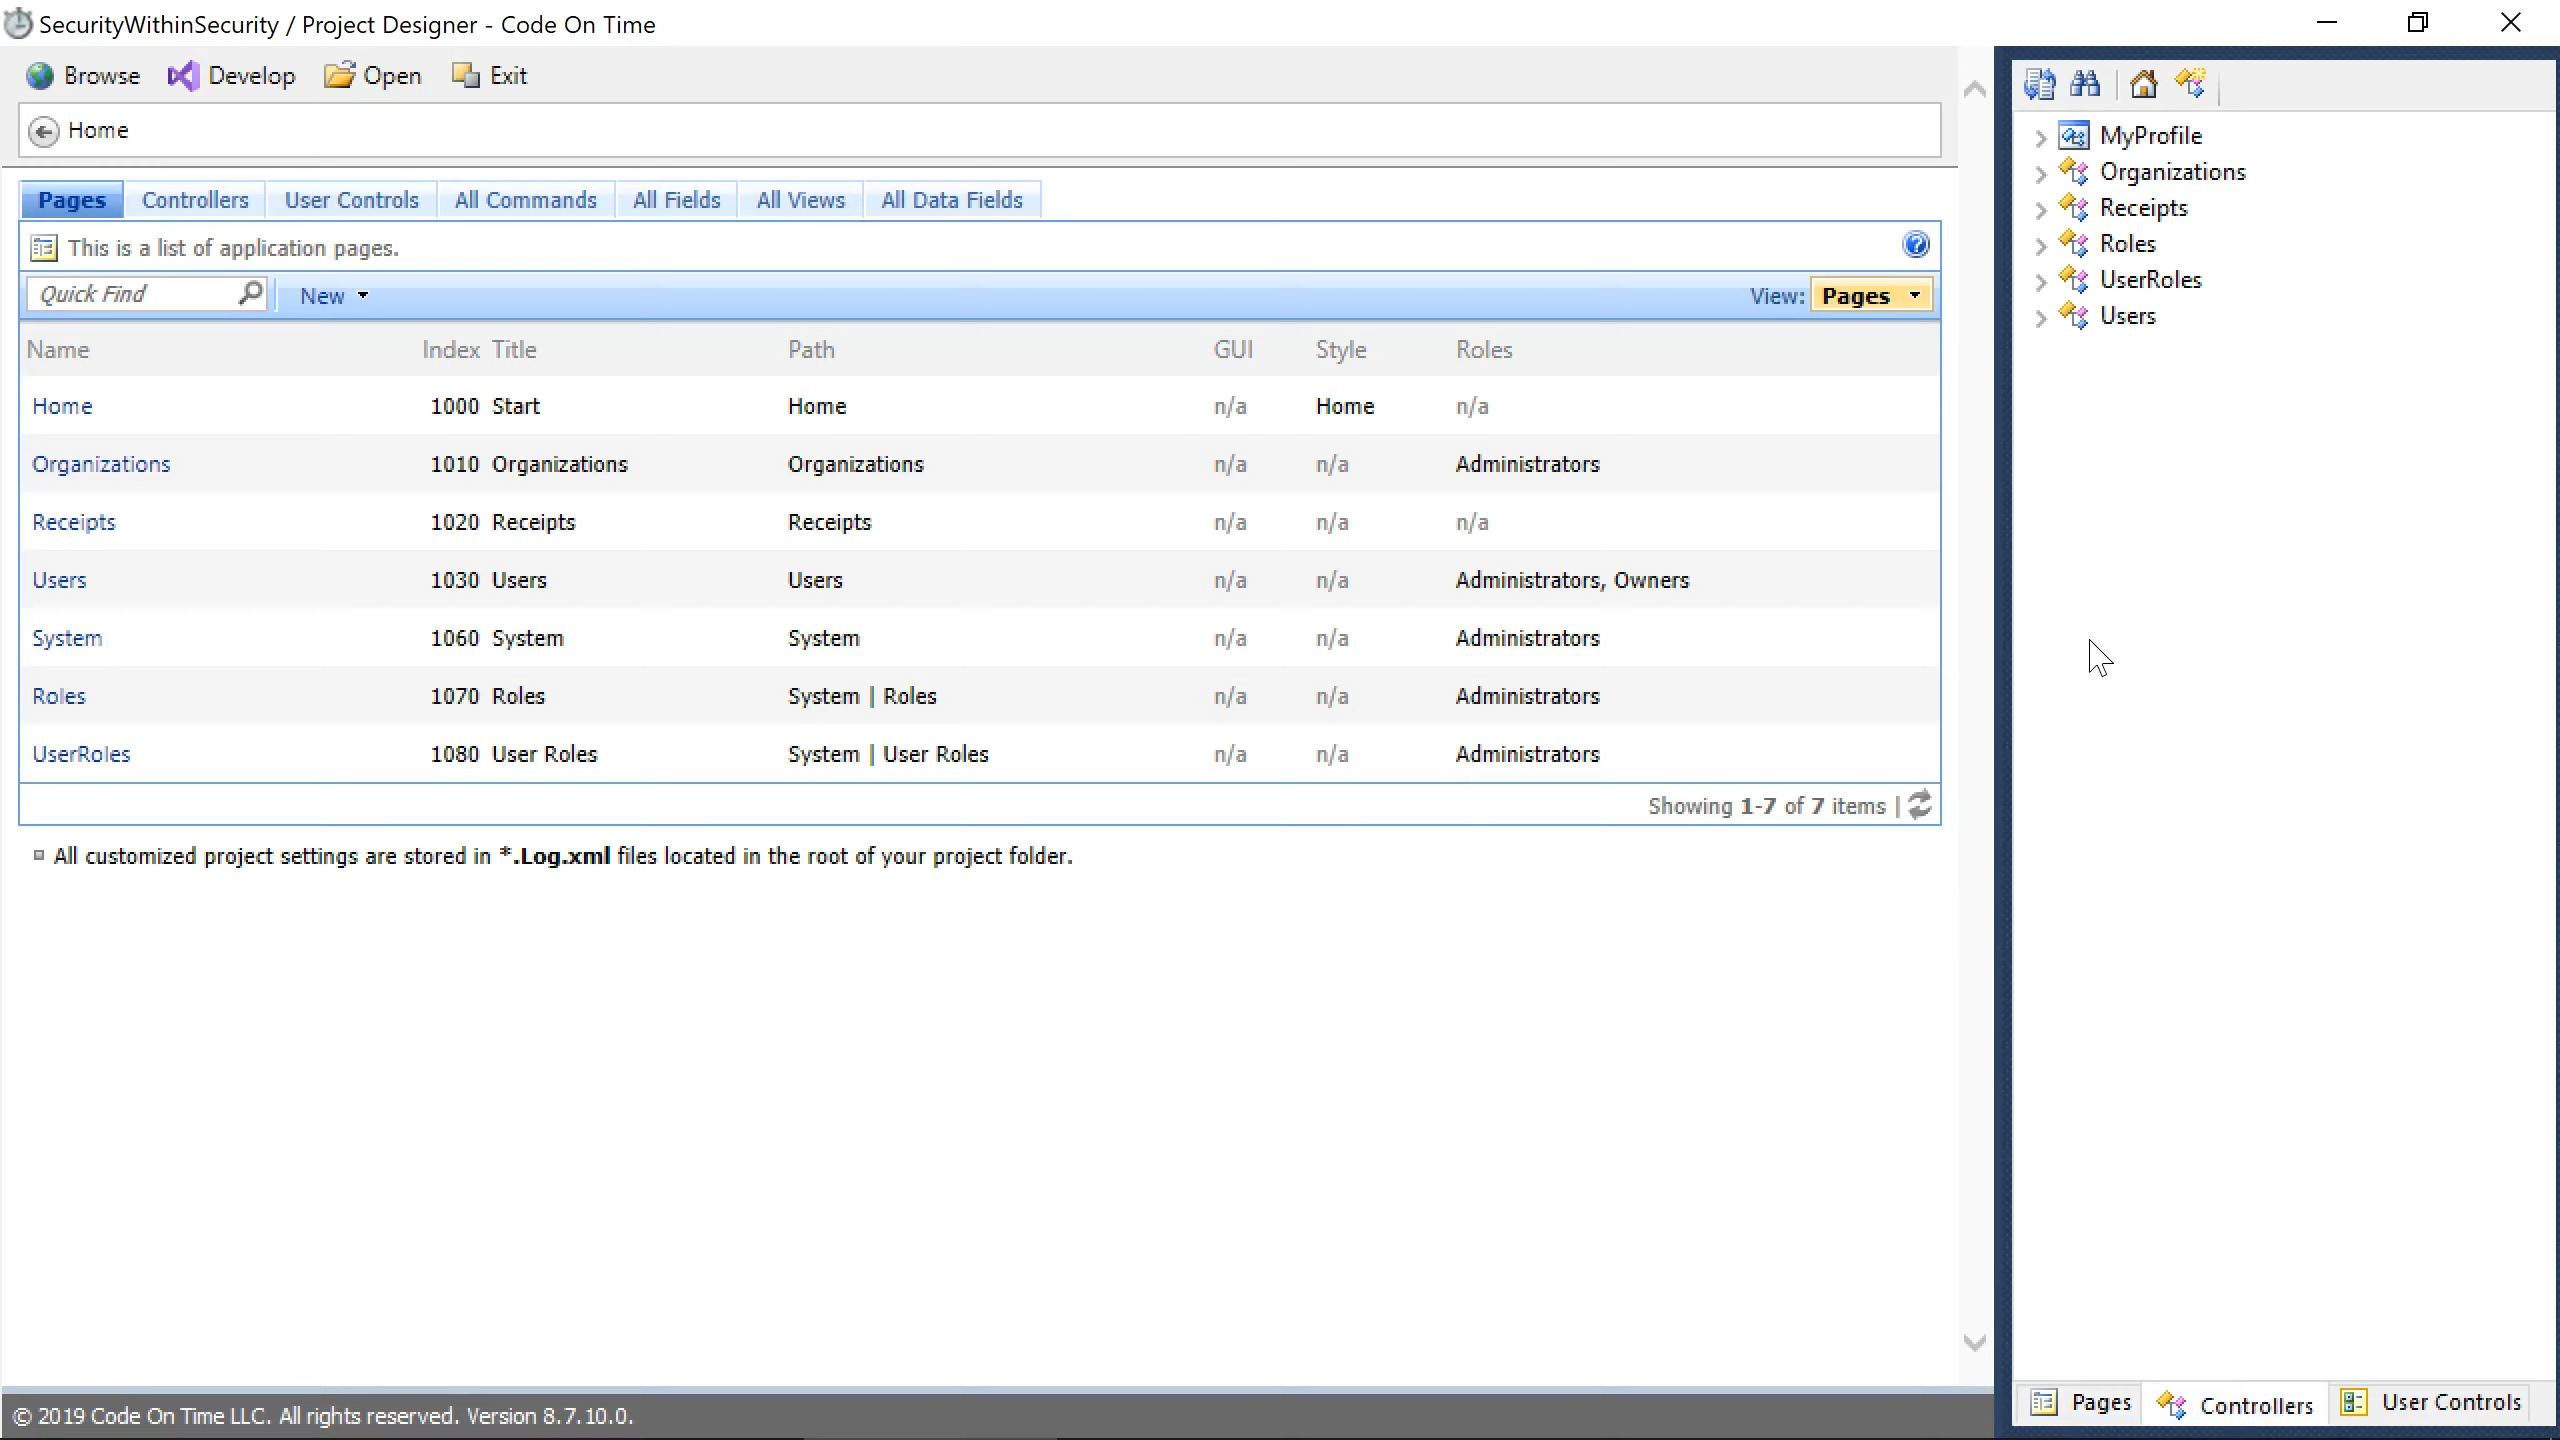 SecurityWithinSecurity / Project Designer - Code On Time
Browse Develop Open Exit
Home
Pages Controllers User Controls All Commands All Fields All Views All Data Fields
This is a list of application pages.
Quick Find New View: Pages
Name Index Title Path GUI Style Roles
Home 1000 Start Home n/a Home n/a
Organizations 1010 Organizations Organizations n/a n/a Administrators
Receipts 1020 Receipts Receipts n/a n/a n/a
Users 1030 Users Users n/a n/a Administrators, Owners
System 1060 System System n/a n/a Administrators
Roles 1070 Roles System | Roles n/a n/a Administrators
UserRoles 1080 User Roles System | User Roles n/a n/a Administrators
Showing 1-7 of 7 items |
All customized project settings are stored in *.Log.xml files located in the root of your project folder.
© 2019 Code On Time LLC. All rights reserved. Version 8.7.10.0.
MyProfile
Organizations
Receipts
Roles
UserRoles
Users
Pages Controllers User Controls